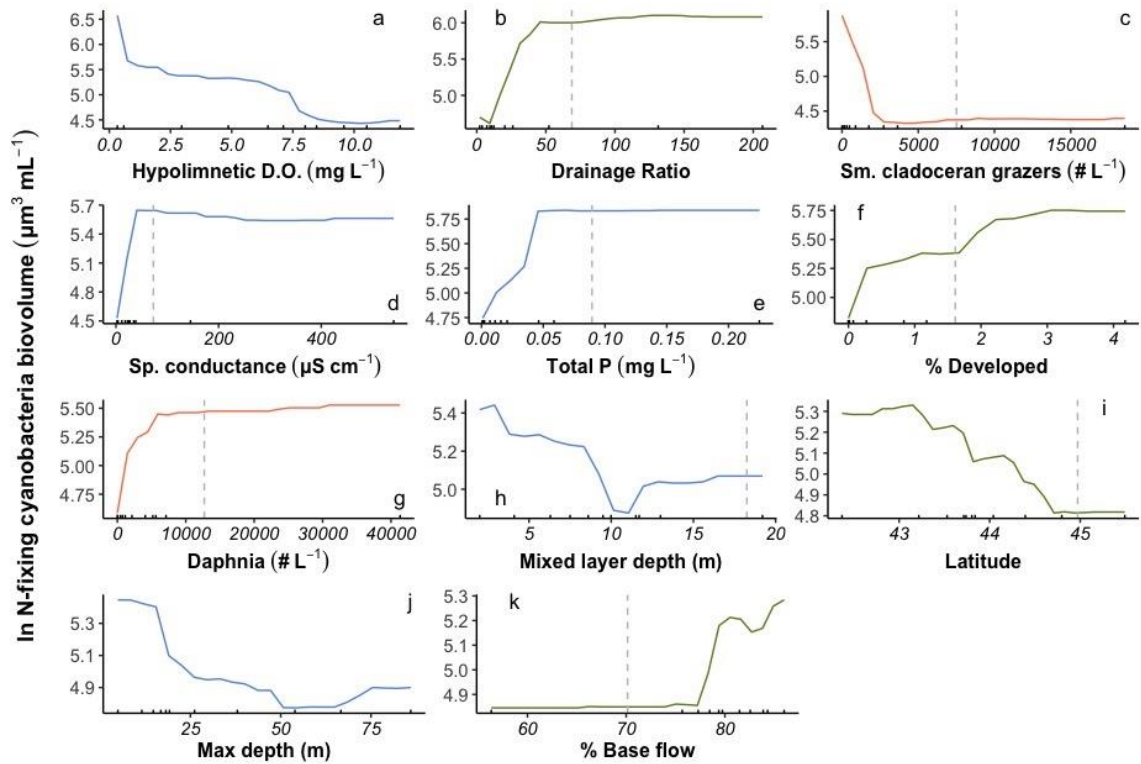 ln N-fixing cyanobacteria biovolume (µm³ mL⁻¹)
a
6.5
6.0
5.5
5.0
4.5
0.0 2.5 5.0 7.5 10.0
Hypolimnetic D.O. (mg L⁻¹)
b
6.0
5.5
5.0
0 50 100 150 200
Drainage Ratio
c
5.5
5.0
4.5
0 5000 10000 15000
Sm. cladoceran grazers (# L⁻¹)
d
5.7
5.4
5.1
4.8
4.5
0 200 400
Sp. conductance (µS cm⁻¹)
e
5.75
5.50
5.25
5.00
4.75
0.00 0.05 0.10 0.15 0.20
Total P (mg L⁻¹)
f
5.75
5.50
5.25
5.00
0 1 2 3 4
% Developed
g
5.50
5.25
5.00
4.75
0 10000 20000 30000 40000
Daphnia (# L⁻¹)
h
5.4
5.2
5.0
5 10 15 20
Mixed layer depth (m)
i
5.3
5.2
5.1
5.0
4.9
4.8
43 44 45
Latitude
j
5.3
5.1
4.9
25 50 75
Max depth (m)
k
5.3
5.2
5.1
5.0
4.9
60 70 80
% Base flow